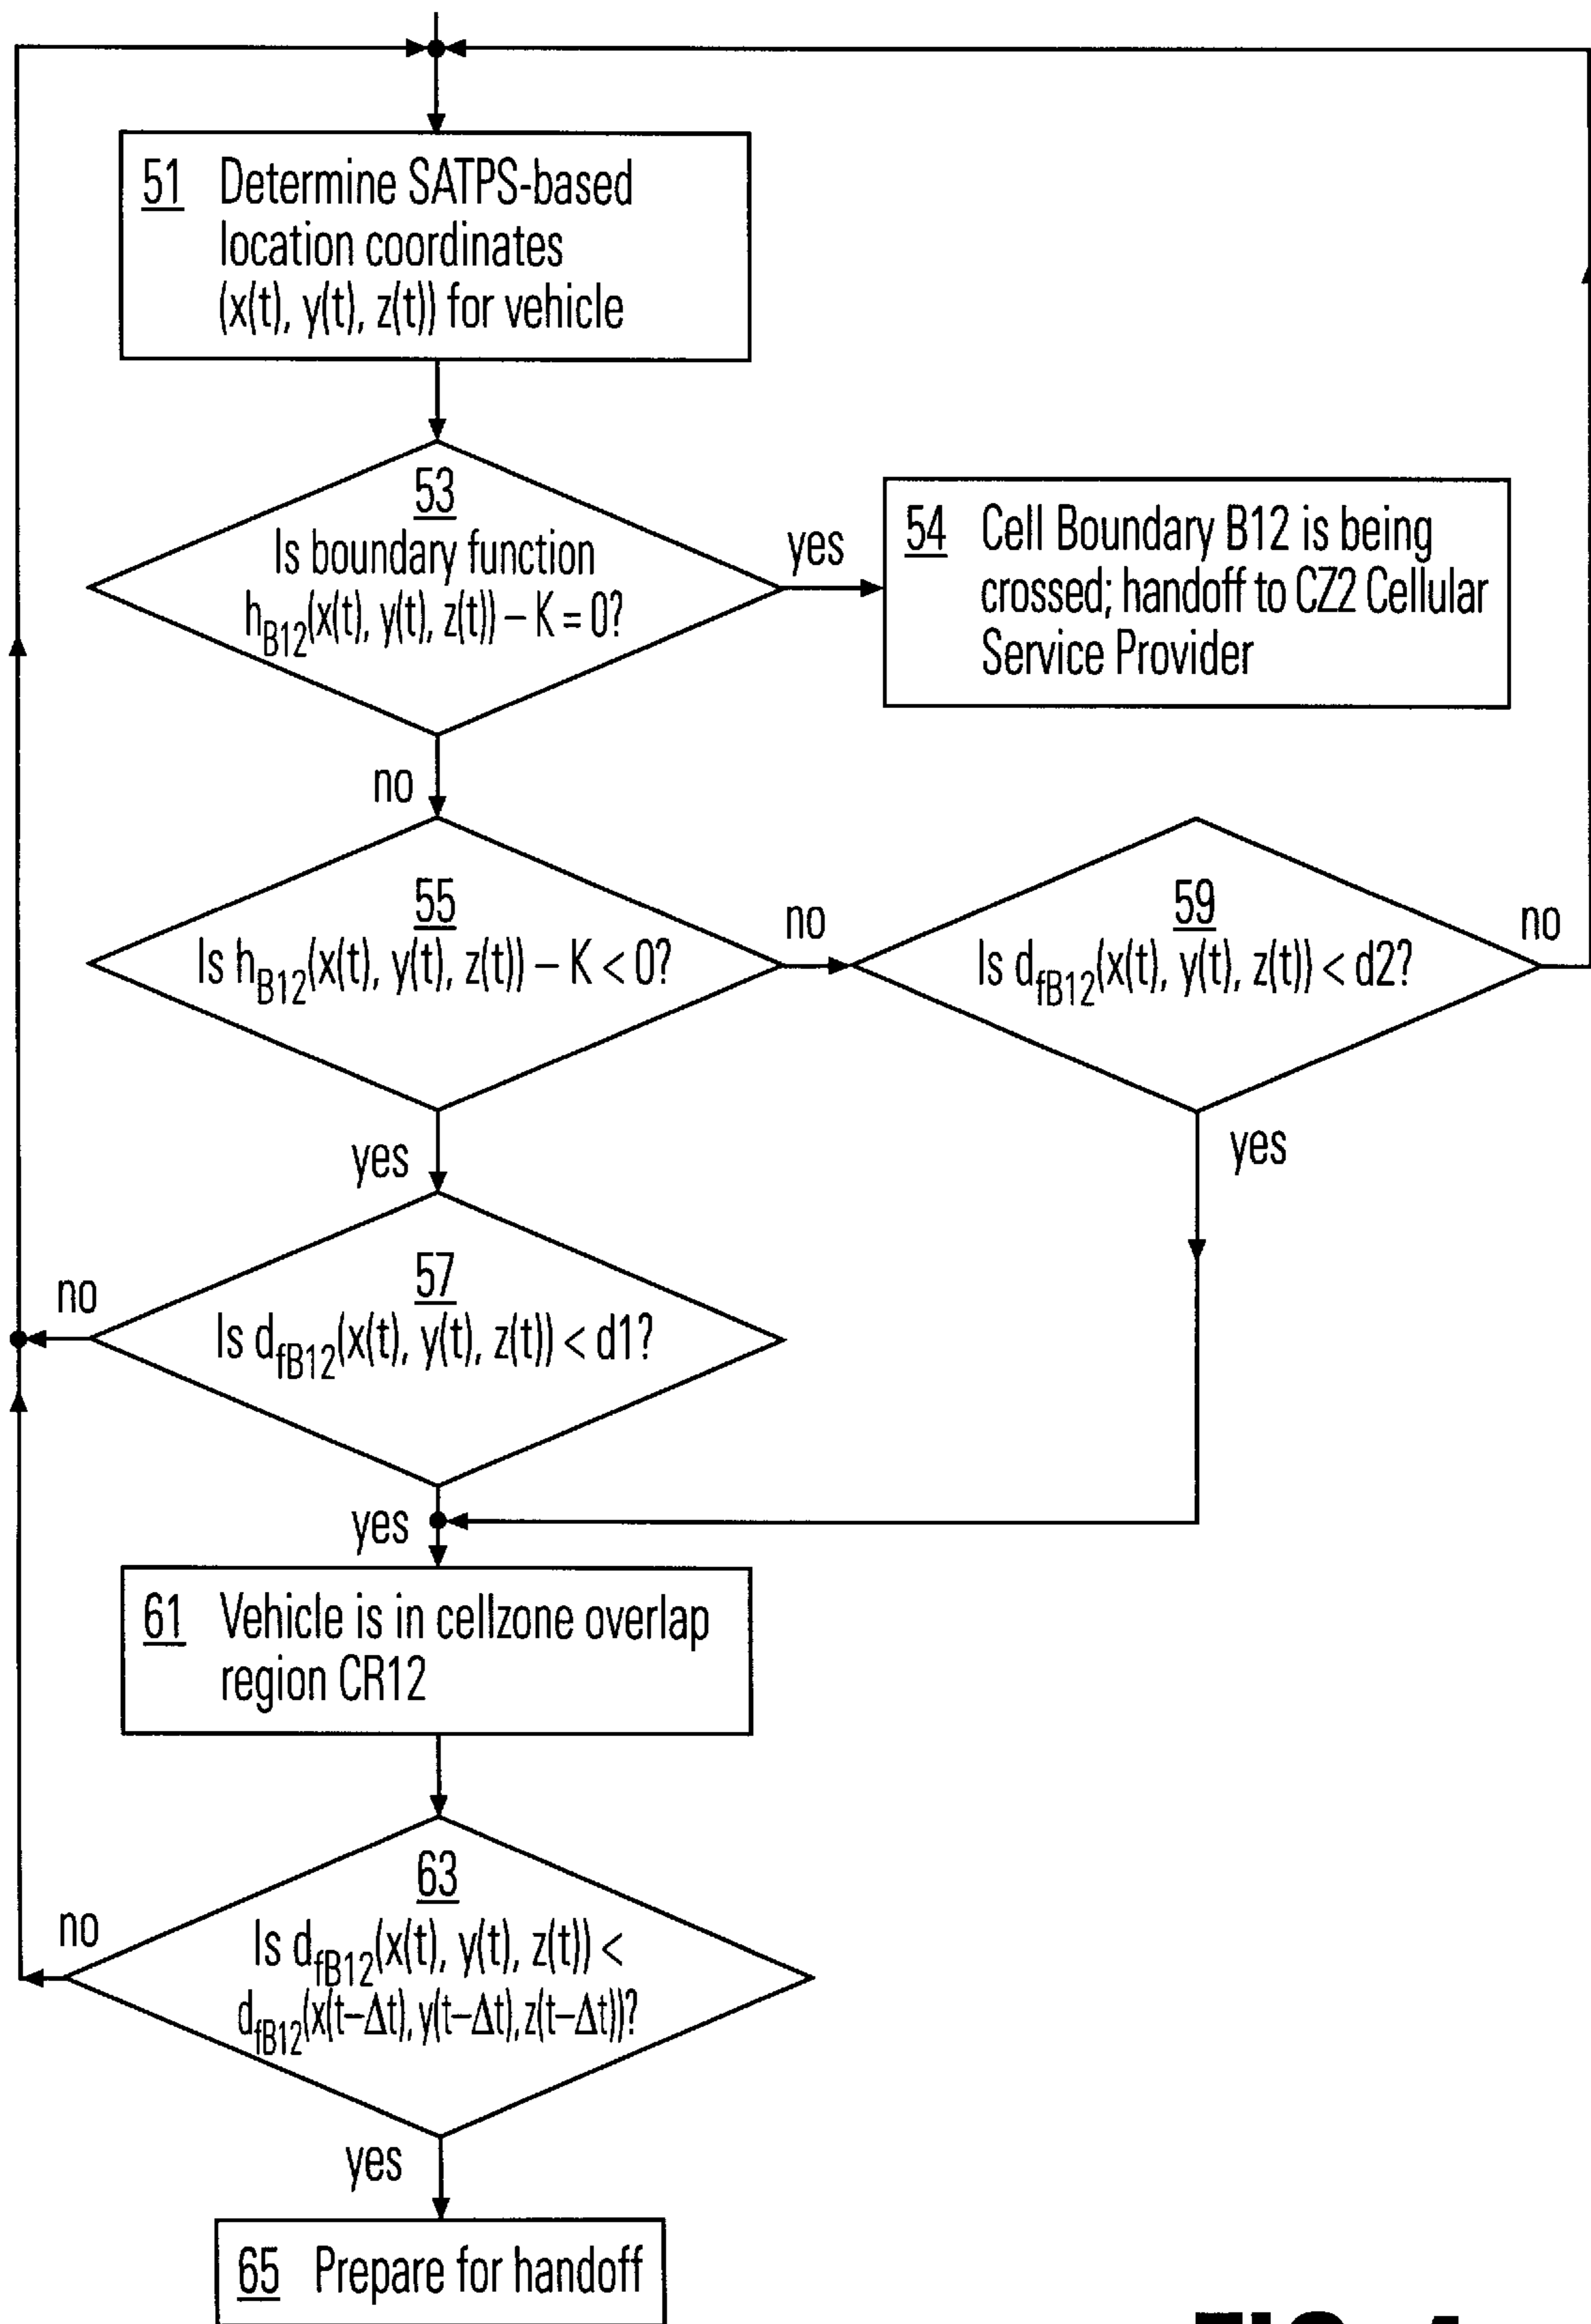 51 Determine SATPS-based
location coordinates
(x(t), y(t), z(t)) for vehicle
53
Is boundary function
hB12(x(t), y(t), z(t)) – K = 0?
yes
54 Cell Boundary B12 is being
crossed; handoff to CZ2 Cellular
Service Provider
no
55
Is hB12(x(t), y(t), z(t)) – K < 0?
no
59
Is dfB12(x(t), y(t), z(t)) < d2?
no
yes
yes
57
Is dfB12(x(t), y(t), z(t)) < d1?
no
yes
61 Vehicle is in cellzone overlap
region CR12
63
Is dfB12(x(t), y(t), z(t)) <
dfB12(x(t–Δt), y(t–Δt), z(t–Δt))?
no
yes
65 Prepare for handoff